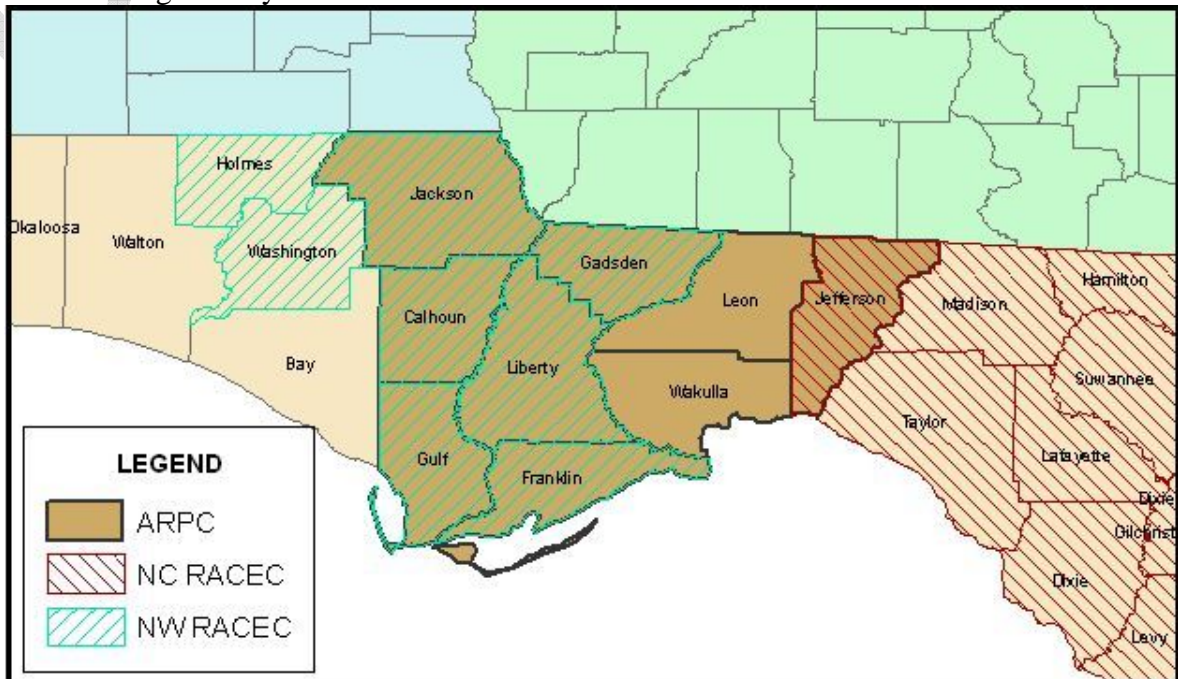 Holmes
Jackson
Okaloosa
Walton
Washington
Gadsden
Leon
Jefferson
Madison
Hamilton
Calhoun
Liberty
Bay
Wakulla
Suwannee
Taylor
Lafayette
Gulf
Franklin
Dixie
Gilchrist
Dixie
Levy
LEGEND
ARPC
NC RACEC
NW RACEC